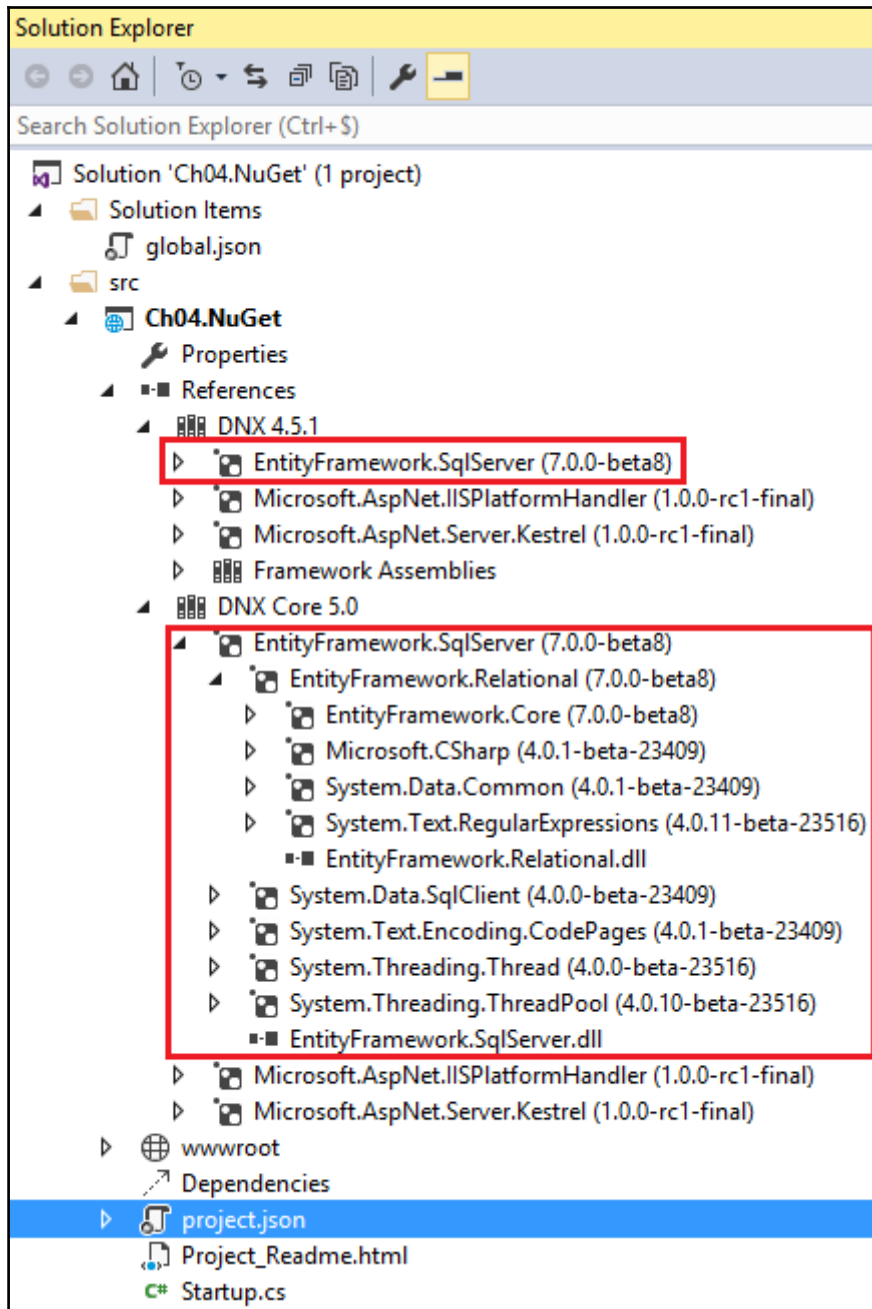 Solution Explorer
Search Solution Explorer (Ctrl+$)
Solution 'Ch04.NuGet' (1 project)
Solution Items
global.json
src
Ch04.NuGet
Properties
References
DNX 4.5.1
EntityFramework.SqlServer (7.0.0-beta8)
Microsoft.AspNet.IISPlatformHandler (1.0.0-rc1-final)
Microsoft.AspNet.Server.Kestrel (1.0.0-rc1-final)
Framework Assemblies
DNX Core 5.0
EntityFramework.SqlServer (7.0.0-beta8)
EntityFramework.Relational (7.0.0-beta8)
EntityFramework.Core (7.0.0-beta8)
Microsoft.CSharp (4.0.1-beta-23409)
System.Data.Common (4.0.1-beta-23409)
System.Text.RegularExpressions (4.0.11-beta-23516)
EntityFramework.Relational.dll
System.Data.SqlClient (4.0.0-beta-23409)
System.Text.Encoding.CodePages (4.0.1-beta-23409)
System.Threading.Thread (4.0.0-beta-23516)
System.Threading.ThreadPool (4.0.10-beta-23516)
EntityFramework.SqlServer.dll
Microsoft.AspNet.IISPlatformHandler (1.0.0-rc1-final)
Microsoft.AspNet.Server.Kestrel (1.0.0-rc1-final)
wwwroot
Dependencies
project.json
Project_Readme.html
C# Startup.cs